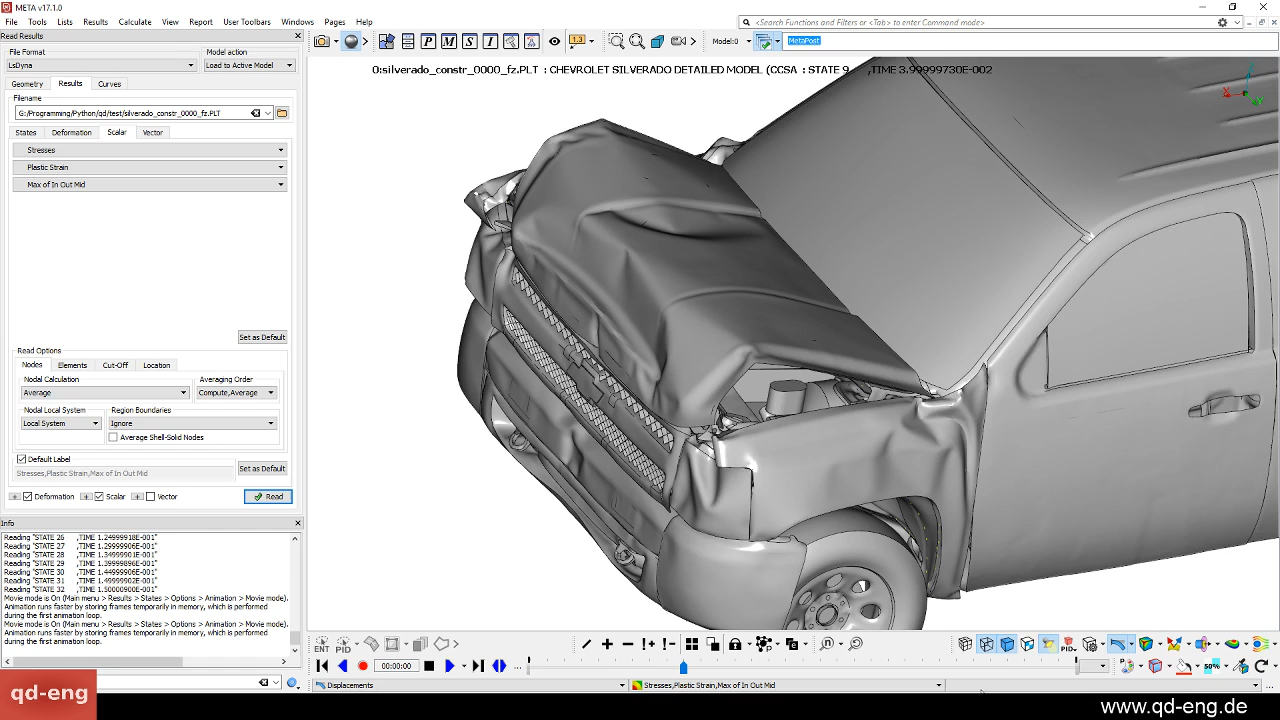 META v17.1.0
File Tools Lists Results Calculate View Report User Toolbars Windows Pages Help
<Search Functions and Filters or <Tab> to enter Command mode>
Read Results
P M S I 1.3 Model:0 MetaPost
File Format Model action
LsDyna Load to Active Model
0:silverado_constr_0000_fz.PLT : CHEVROLET SILVERADO DETAILED MODEL (CCSA : STATE 9 ,TIME 3.99999730E-002
Geometry Results Curves
Filename
G:/Programming/Python/qd/test/silverado_constr_0000_fz.PLT
X Y
States Deformation Scalar Vector
Stresses
Plastic Strain
Max of In Out Mid
Set as Default
Read Options
Nodes Elements Cut-Off Location
Nodal Calculation Averaging Order
Average Compute,Average
Nodal Local System Region Boundaries
Local System Ignore
Average Shell-Solid Nodes
Default Label
Stresses,Plastic Strain,Max of In Out Mid Set as Default
Deformation Scalar Vector Read
Info
Reading "STATE 26 ,TIME 1.24999918E-001"
Reading "STATE 27 ,TIME 1.29999906E-001"
Reading "STATE 28 ,TIME 1.34999901E-001"
Reading "STATE 29 ,TIME 1.39999896E-001"
Reading "STATE 30 ,TIME 1.44999906E-001"
Reading "STATE 31 ,TIME 1.49999902E-001"
Reading "STATE 32 ,TIME 1.50000900E-001"
Movie mode is On (Main menu > Results > States > Options > Animation > Movie mode).
Animation runs faster by storing frames temporarily in memory, which is performed
during the first animation loop.
Movie mode is On (Main menu > Results > States > Options > Animation > Movie mode).
Animation runs faster by storing frames temporarily in memory, which is performed
during the first animation loop.
ENT PID PID
00:00:00 50%
Displacements Stresses,Plastic Strain,Max of In Out Mid
qd-eng
www.qd-eng.de